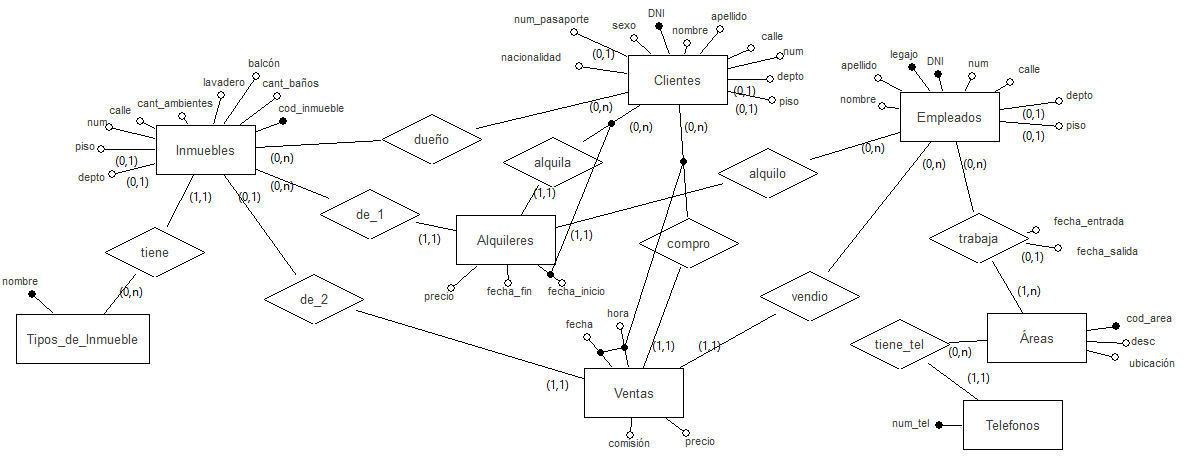 DNI
num_pasaporte
sexo
nombre
apellido
calle
num
nacionalidad
(0,1)
Clientes
depto
(0,1)
(0,1)
piso
(0,n)
(0,n)
(0,n)
balcón
lavadero
cant_baños
cant_ambientes
cod_inmueble
calle
num
piso
(0,1)
depto
(0,1)
Inmuebles
(0,n)
(0,n)
(1,1)
(0,1)
dueño
alquila
(1,1)
alquilo
legajo
DNI
num
calle
apellido
nombre
Empleados
depto
(0,1)
(0,1)
piso
(0,n)
(0,n)
(0,n)
de_1
(1,1)
Alquileres
(1,1)
precio
fecha_fin
fecha_inicio
compro
trabaja
fecha_entrada
fecha_salida
(0,1)
(1,n)
tiene
nombre
(0,n)
Tipos_de_Inmueble
de_2
vendio
fecha
hora
(1,1)
(1,1)
(1,1)
Ventas
comisión
precio
tiene_tel
(0,n)
(1,1)
Áreas
cod_area
desc
ubicación
num_tel
Telefonos